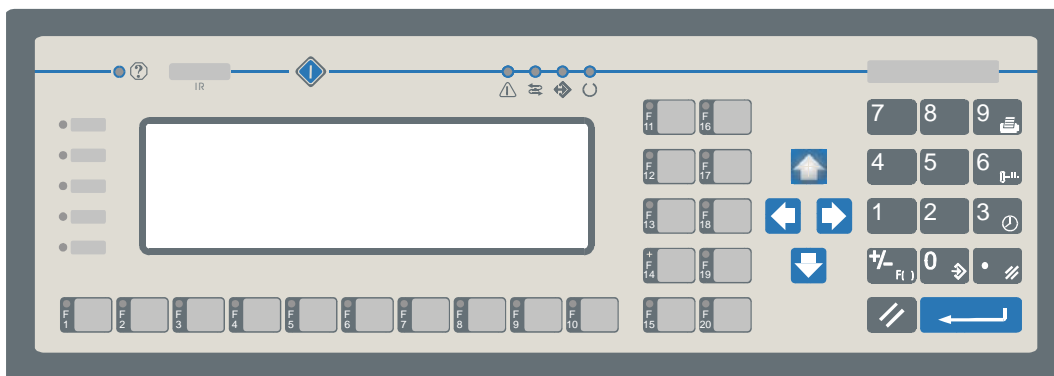 IR
F 11
F 16
7
8
9
F 12
F 17
4
5
6
F 13
F 18
1
2
3
+ F 14
F 19
+/- F( )
0
.
F 1
F 2
F 3
F 4
F 5
F 6
F 7
F 8
F 9
F 10
F 15
F 20